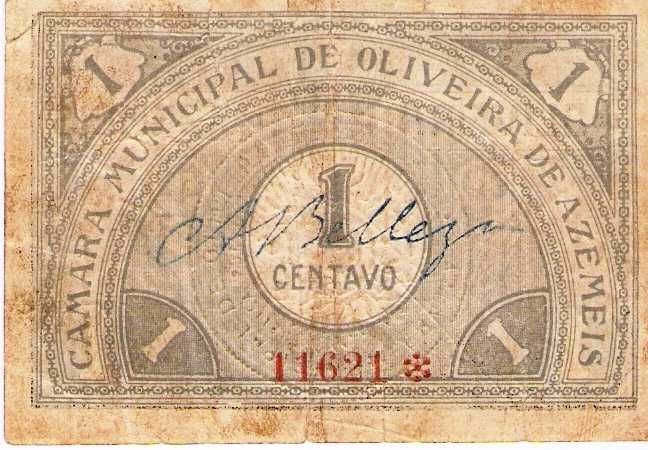 1 1
CAMARA MUNICIPAL DE OLIVEIRA DE AZEMEIS
1
CENTAVO
1 1
11621 *